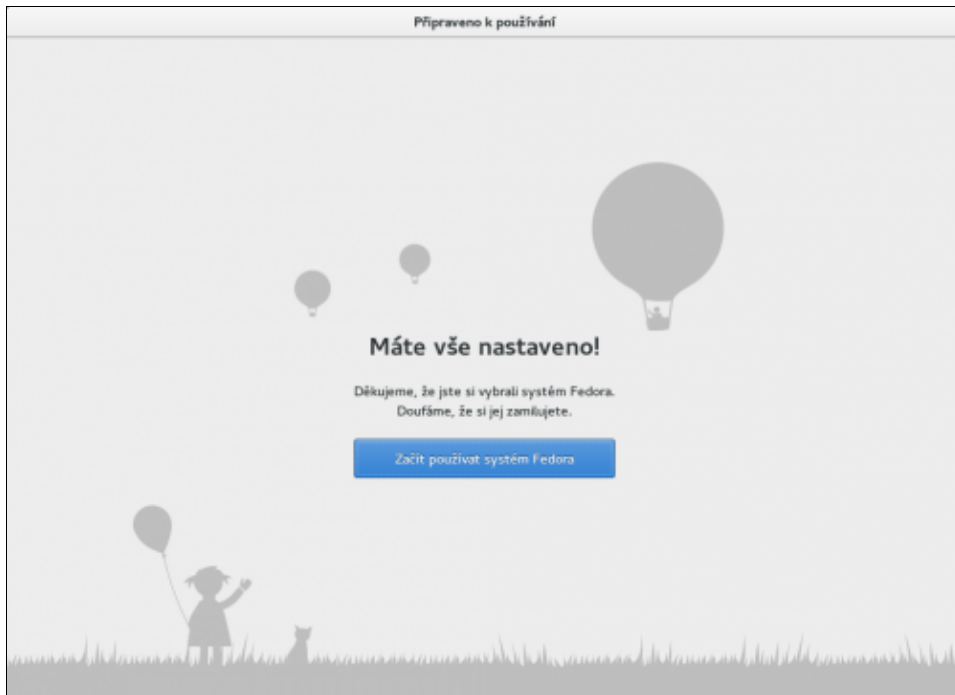 Připraveno k používání
Máte vše nastaveno!
Děkujeme, že jste si vybrali systém Fedora.
Doufáme, že si jej zamilujete.
Začít používat systém Fedora